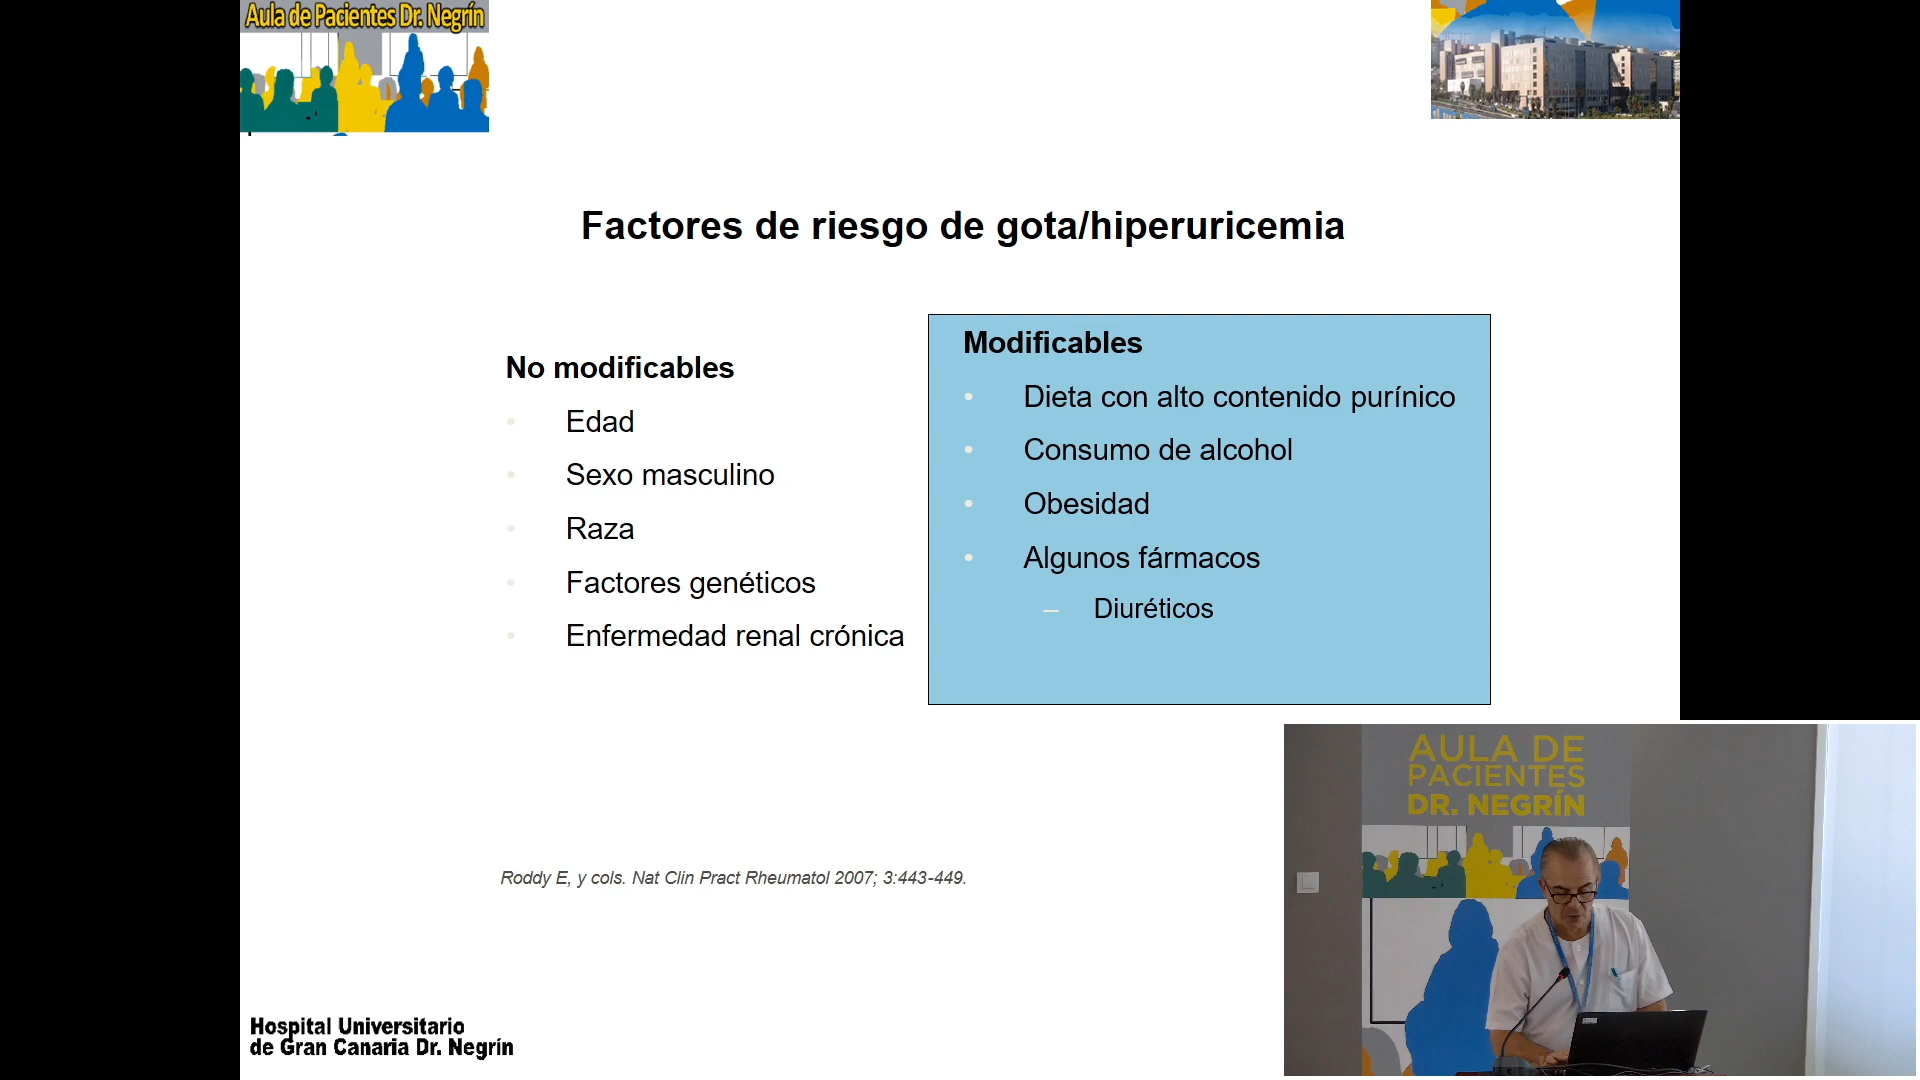 Aula de Pacientes Dr. Negrín
Factores de riesgo de gota/hiperuricemia
No modificables
• Edad
• Sexo masculino
• Raza
• Factores genéticos
• Enfermedad renal crónica
Modificables
• Dieta con alto contenido purínico
• Consumo de alcohol
• Obesidad
• Algunos fármacos
– Diuréticos
Roddy E, y cols. Nat Clin Pract Rheumatol 2007; 3:443-449.
Hospital Universitario
de Gran Canaria Dr. Negrín
AULA DE
PACIENTES
DR. NEGRÍN